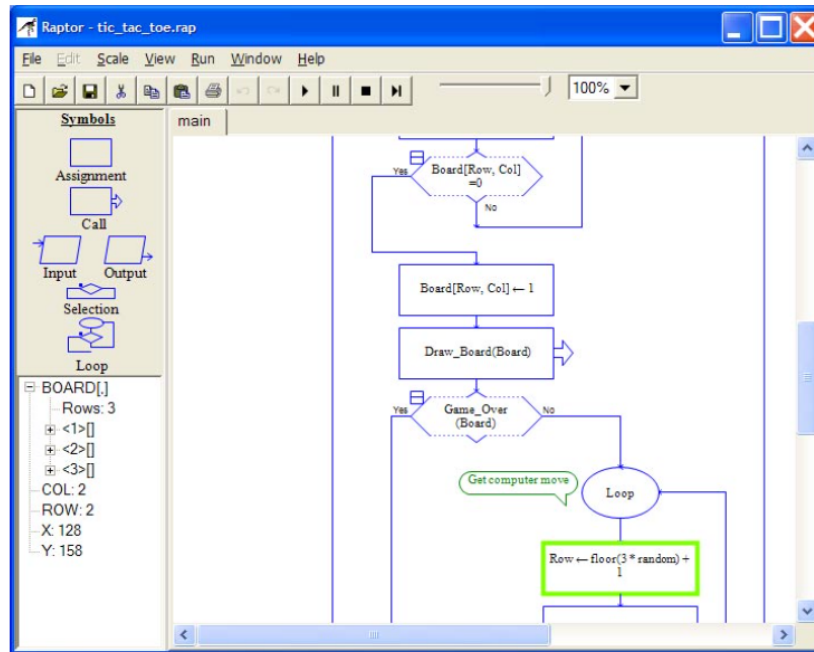 Raptor - tic_tac_toe.rap
File Edit Scale View Run Window Help
100%
Symbols
Assignment
Call
Input Output
Selection
Loop
BOARD[,]
Rows: 3
<1>[]
<2>[]
<3>[]
COL: 2
ROW: 2
X: 128
Y: 158
main
Yes
Board[Row, Col]
=0
No
Board[Row, Col] ← 1
Draw_Board(Board)
Yes
Game_Over
(Board)
No
Get computer move
Loop
Row ← floor(3 * random) +
1